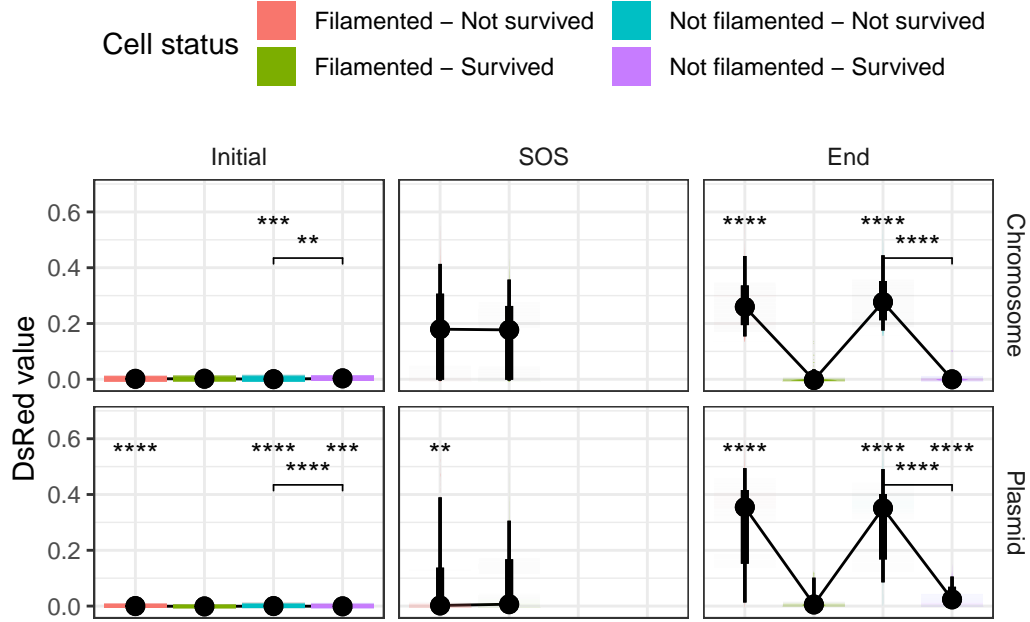 Cell status
Filamented – Not survived
Not filamented – Not survived
Filamented – Survived
Not filamented – Survived
Initial
SOS
End
DsRed value
0.6
0.4
0.2
0.0
***
**
****
****
****
Chromosome
0.6
0.4
0.2
0.0
****
****
***
****
**
****
****
****
****
Plasmid